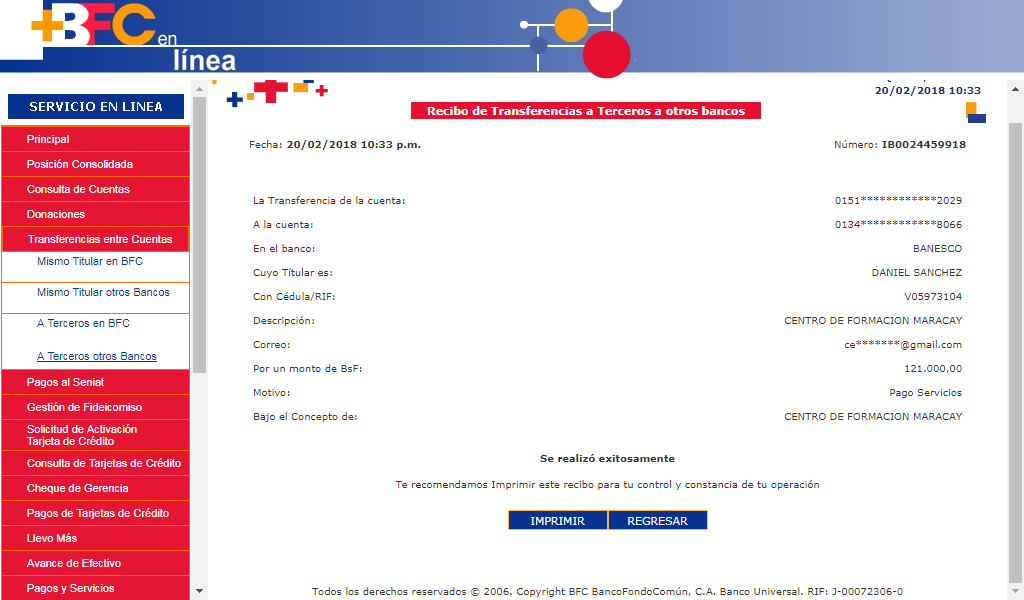 BFC en
línea
SERVICIO EN LINEA
Principal
Posición Consolidada
Consulta de Cuentas
Donaciones
Transferencias entre Cuentas
Mismo Titular en BFC
Mismo Titular otros Bancos
A Terceros en BFC
A Terceros otros Bancos
Pagos al Seniat
Gestión de Fideicomiso
Solicitud de Activación
Tarjeta de Crédito
Consulta de Tarjetas de Crédito
Cheque de Gerencia
Pagos de Tarjetas de Crédito
Llevo Más
Avance de Efectivo
Pagos y Servicios
20/02/2018 10:33
Recibo de Transferencias a Terceros a otros bancos
Fecha: 20/02/2018 10:33 p.m. Número: IB0024459918
La Transferencia de la cuenta: 0151************2029
A la cuenta: 0134************8066
En el banco: BANESCO
Cuyo Títular es: DANIEL SANCHEZ
Con Cédula/RIF: V05973104
Descripción: CENTRO DE FORMACION MARACAY
Correo: ce*******@gmail.com
Por un monto de BsF: 121.000,00
Motivo: Pago Servicios
Bajo el Concepto de: CENTRO DE FORMACION MARACAY
Se realizó exitosamente
Te recomendamos Imprimir este recibo para tu control y constancia de tu operación
IMPRIMIR REGRESAR
Todos los derechos reservados © 2006. Copyright BFC BancoFondoComún, C.A. Banco Universal. RIF: J-00072306-0